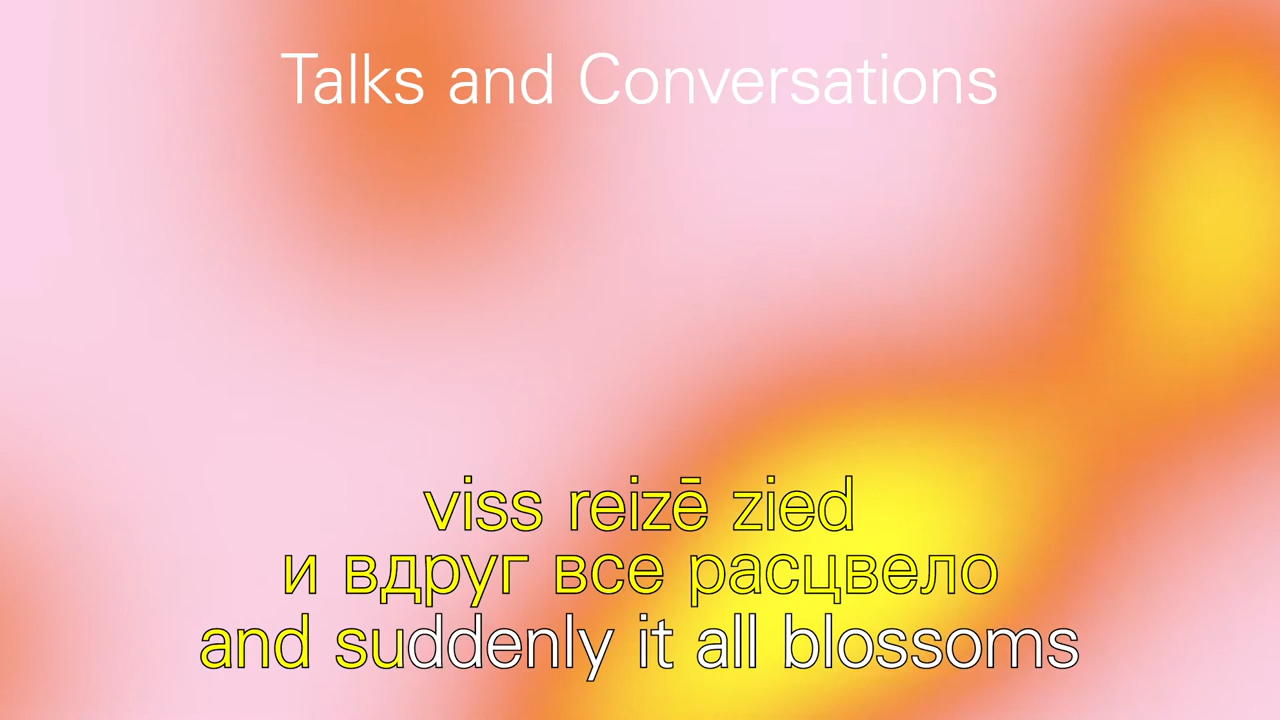 Talks and Conversations
viss reizē zied
и вдруг все расцвело
and suddenly it all blossoms